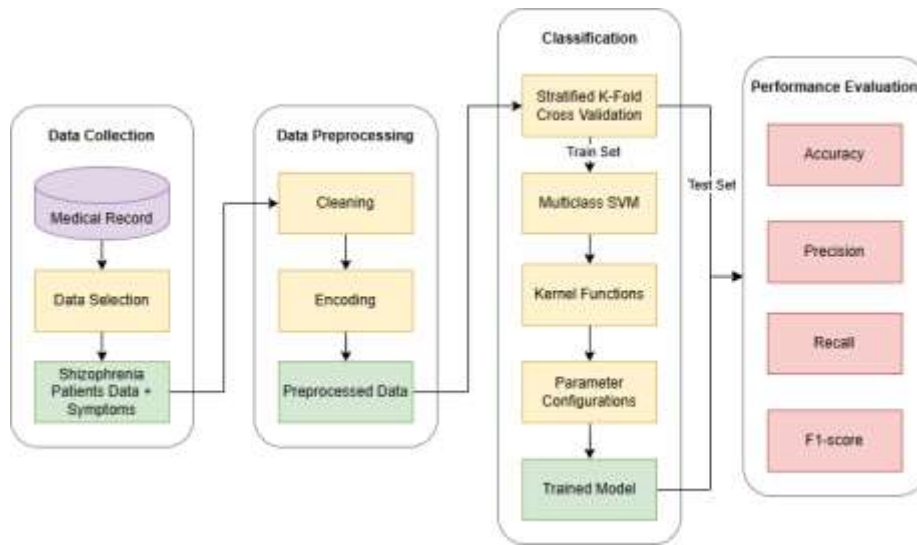 Data Collection
Medical Record
Data Selection
Shizophrenia
Patients Data +
Symptoms
Data Preprocessing
Cleaning
Encoding
Preprocessed Data
Classification
Stratified K-Fold
Cross Validation
Train Set
Multiclass SVM
Kernel Functions
Parameter
Configurations
Trained Model
Test Set
Performance Evaluation
Accuracy
Precision
Recall
F1-score